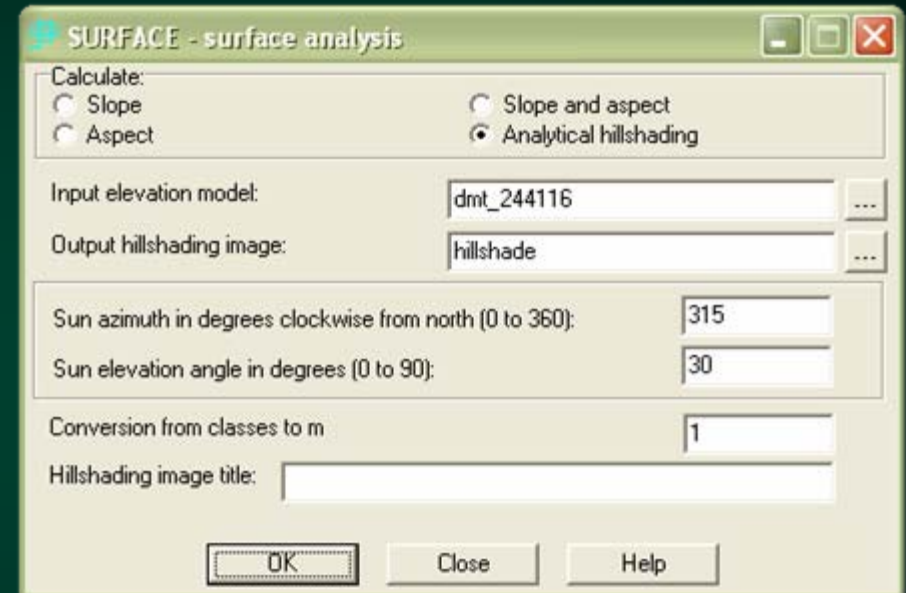 SURFACE - surface analysis
Calculate:
Slope
Slope and aspect
Aspect
Analytical hillshading
Input elevation model:
dmt_244116
...
Output hillshading image:
hillshade
...
Sun azimuth in degrees clockwise from north (0 to 360):
315
Sun elevation angle in degrees (0 to 90):
30
Conversion from classes to m
1
Hillshading image title:
OK
Close
Help